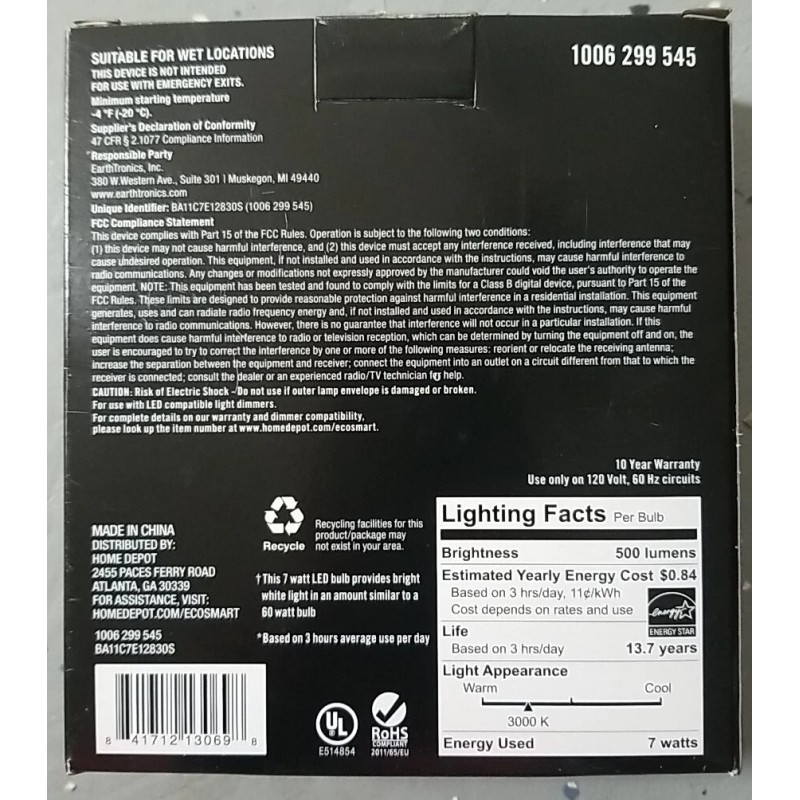 SUITABLE FOR WET LOCATIONS
THIS DEVICE IS NOT INTENDED
FOR USE WITH EMERGENCY EXITS.
Minimum starting temperature
-4 °F (-20 °C).
Supplier's Declaration of Conformity
47 CFR § 2.1077 Compliance Information
Responsible Party
EarthTronics, Inc.
380 W.Western Ave., Suite 301 | Muskegon, MI 49440
www.earthtronics.com
Unique Identifier: BA11C7E12830S (1006 299 545)
FCC Compliance Statement
This device complies with Part 15 of the FCC Rules. Operation is subject to the following two conditions:
(1) this device may not cause harmful interference, and (2) this device must accept any interference received, including interference that may
cause undesired operation. This equipment, if not installed and used in accordance with the instructions, may cause harmful interference to
radio communications. Any changes or modifications not expressly approved by the manufacturer could void the user's authority to operate the
equipment. NOTE: This equipment has been tested and found to comply with the limits for a Class B digital device, pursuant to Part 15 of the
FCC Rules. These limits are designed to provide reasonable protection against harmful interference in a residential installation. This equipment
generates, uses and can radiate radio frequency energy and, if not installed and used in accordance with the instructions, may cause harmful
interference to radio communications. However, there is no guarantee that interference will not occur in a particular installation. If this
equipment does cause harmful interference to radio or television reception, which can be determined by turning the equipment off and on, the
user is encouraged to try to correct the interference by one or more of the following measures: reorient or relocate the receiving antenna;
increase the separation between the equipment and receiver; connect the equipment into an outlet on a circuit different from that to which the
receiver is connected; consult the dealer or an experienced radio/TV technician for help.
CAUTION: Risk of Electric Shock - Do not use if outer lamp envelope is damaged or broken.
For use with LED compatible light dimmers.
For complete details on our warranty and dimmer compatibility,
please look up the item number at www.homedepot.com/ecosmart.
1006 299 545
10 Year Warranty
Use only on 120 Volt, 60 Hz circuits
MADE IN CHINA
DISTRIBUTED BY:
HOME DEPOT
2455 PACES FERRY ROAD
ATLANTA, GA 30339
FOR ASSISTANCE, VISIT:
HOMEDEPOT.COM/ECOSMART
1006 299 545
BA11C7E12830S
8 41712 13069 8
Recycle
Recycling facilities for this
product/package may
not exist in your area.
†This 7 watt LED bulb provides bright
white light in an amount similar to a
60 watt bulb
*Based on 3 hours average use per day
UL
E514854
RoHS
COMPLIANT
2011/65/EU
Lighting Facts Per Bulb
Brightness 500 lumens
Estimated Yearly Energy Cost $0.84
Based on 3 hrs/day, 11¢/kWh
Cost depends on rates and use
energy
ENERGY STAR
Life
Based on 3 hrs/day 13.7 years
Light Appearance
Warm Cool
3000 K
Energy Used 7 watts